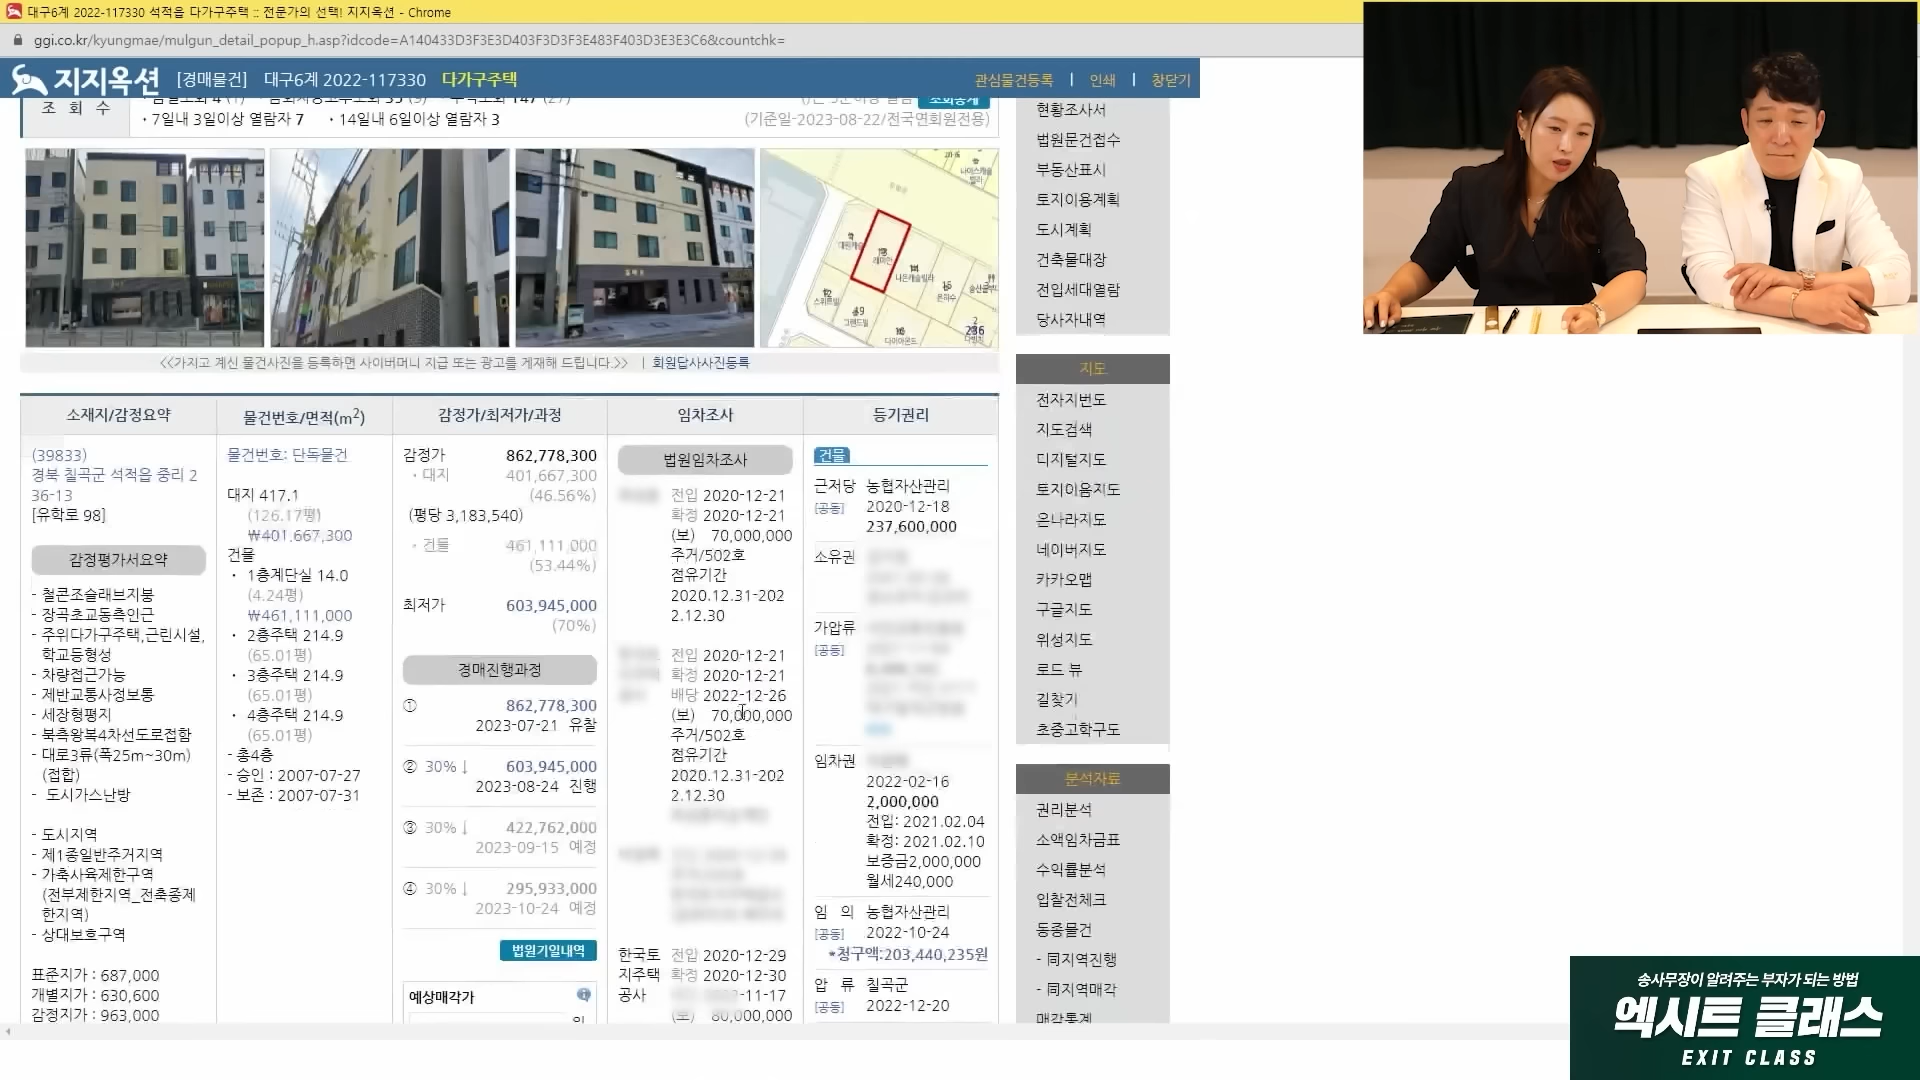 대구6계 2022-117330 석적읍 다가구주택 :: 전문가의 선택! 지지옥션 - Chrome
ggi.co.kr/kyungmae/mulgun_detail_popup_h.asp?idcode=A140433D3F3E3D403F3D3F3E483F403D3E3E3C6&countchk=
지지옥션 [경매물건] 대구6계 2022-117330 다가구주택
관심물건등록 | 인쇄 | 창닫기
조 회 수
· 7일내 3일이상 열람자 7 · 14일내 6일이상 열람자 3
(기준일-2023-08-22/전국연회원전용)
<<가지고 계신 물건사진을 등록하면 사이버머니 지급 또는 광고를 게재해 드립니다.>> | 회원답사사진등록
소재지/감정요약
(39833)
경북 칠곡군 석적읍 중리 2
36-13
[유학로 98]
감정평가서요약
- 철콘조슬래브지붕
- 장곡초교동측인근
- 주위다가구주택,근린시설,
학교등형성
- 차량접근가능
- 제반교통사정보통
- 세장형평지
- 북측왕복4차선도로접함
- 대로3류(폭25m~30m)
(접합)
- 도시가스난방
- 도시지역
- 제1종일반주거지역
- 가축사육제한구역
(전부제한지역_전축종제
한지역)
- 상대보호구역
표준지가 : 687,000
개별지가 : 630,600
감정지가 : 963,000
물건번호/면적(m2)
물건번호: 단독물건
대지 417.1
(126.17평)
₩401,667,300
건물
· 1층계단실 14.0
(4.24평)
₩461,111,000
· 2층주택 214.9
(65.01평)
· 3층주택 214.9
(65.01평)
· 4층주택 214.9
(65.01평)
- 총4층
- 승인 : 2007-07-27
- 보존 : 2007-07-31
감정가/최저가/과정
감정가 862,778,300
· 대지 401,667,300
(46.56%)
(평당 3,183,540)
· 건물 461,111,000
(53.44%)
최저가 603,945,000
(70%)
경매진행과정
① 862,778,300
2023-07-21 유찰
② 30%↓ 603,945,000
2023-08-24 진행
③ 30%↓ 422,762,000
2023-09-15 예정
④ 30%↓ 295,933,000
2023-10-24 예정
법원기일내역
예상매각가
임차조사
법원임차조사
전입 2020-12-21
확정 2020-12-21
(보) 70,000,000
주거/502호
점유기간
2020.12.31-202
2.12.30
전입 2020-12-21
확정 2020-12-21
배당 2022-12-26
(보) 70,000,000
주거/502호
점유기간
2020.12.31-202
2.12.30
한국토 전입 2020-12-29
지주택 확정 2020-12-30
공사
(보) 80,000,000
등기권리
건물
근저당 농협자산관리
[공동] 2020-12-18
237,600,000
소유권
가압류
[공동]
임차권
2022-02-16
2,000,000
전입: 2021.02.04
확정: 2021.02.10
보증금2,000,000
월세240,000
임 의 농협자산관리
[공동] 2022-10-24
*청구액:203,440,235원
압 류 칠곡군
[공동] 2022-12-20
현황조사서
법원문건접수
부동산표시
토지이용계획
도시계획
건축물대장
전입세대열람
당사자내역
지도
전자지번도
지도검색
디지털지도
토지이음지도
온나라지도
네이버지도
카카오맵
구글지도
위성지도
로드 뷰
길찾기
초중고학구도
분석자료
권리분석
소액임차금표
수익률분석
입찰전체크
동종물건
- 同지역진행
- 同지역매각
매각통계
송사무장이 알려주는 부자가 되는 방법
엑시트 클래스
EXIT CLASS